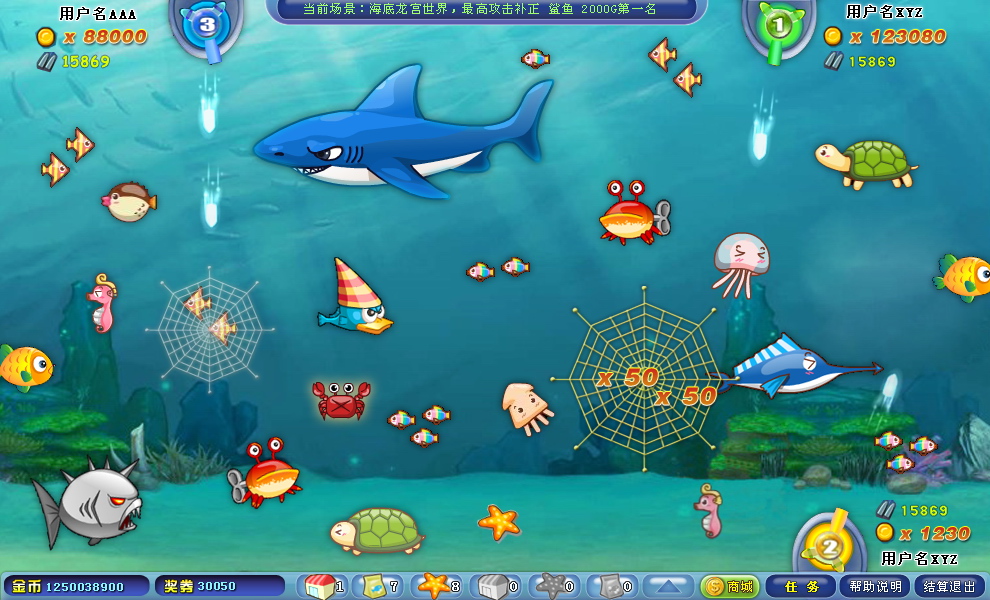 当前场景：海底龙宫世界，最高攻击补正 鲨鱼 2000G第一名
用户名AAA
x 88000
15869
3
1
用户名XYZ
x 123080
15869
x 50
x 50
15869
x 1230
用户名XYZ
2
金币 1250038900
奖券 30050
1
7
8
0
0
0
S 商城
任 务
帮助说明
结算退出